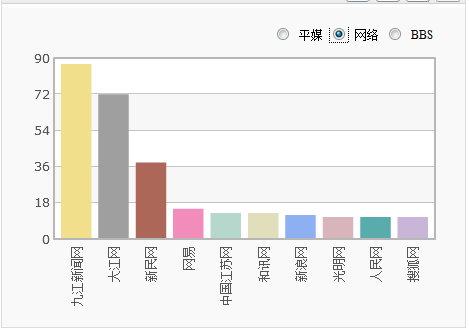 平媒 网络 BBS
90
72
54
36
18
0
九江新闻网
大江网
新民网
网易
中国江苏网
和讯网
新浪网
光明网
人民网
搜狐网